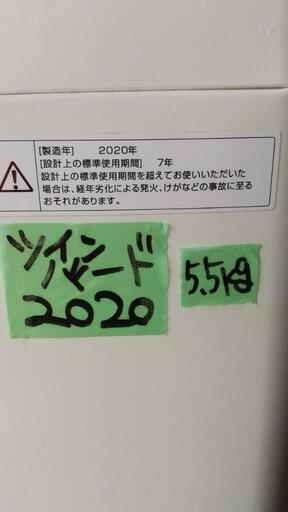 [製造年] 2020年
[設計上の標準使用期間] 7年
設計上の標準使用期間を超えてお使いいただいた
場合は、経年劣化による発火、けがなどの事故に至る
おそれがあります。
ツインバード
2020
5.5kg